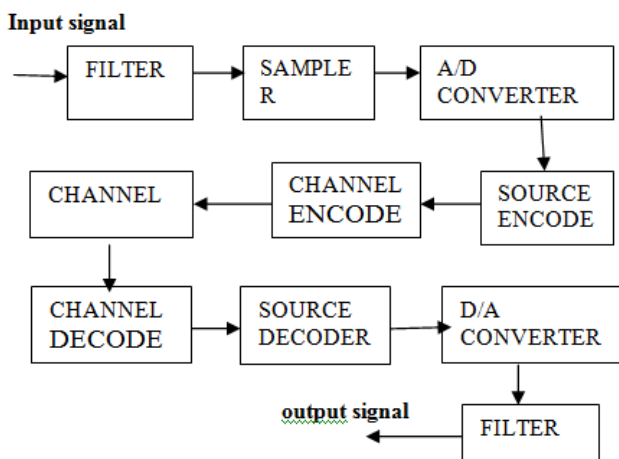 Input signal
FILTER
SAMPLE
R
A/D
CONVERTER
CHANNEL
CHANNEL
ENCODE
SOURCE
ENCODE
CHANNEL
DECODE
SOURCE
DECODER
D/A
CONVERTER
output signal
FILTER